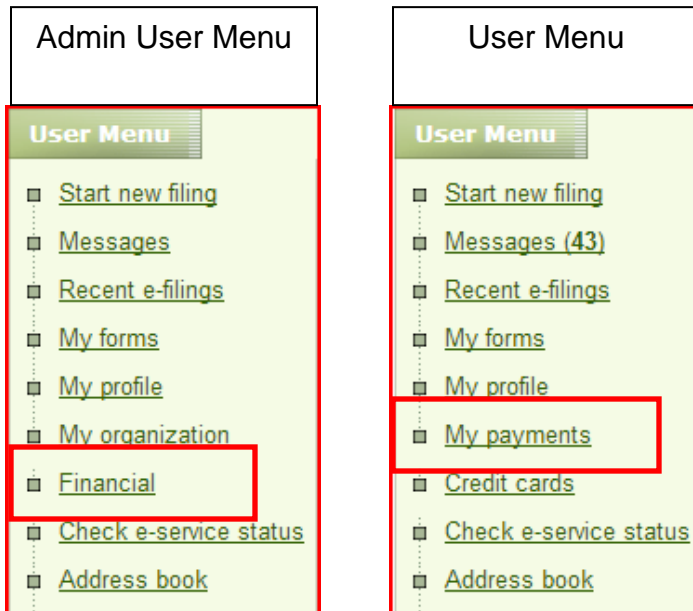 Admin User Menu
User Menu
Start new filing
Messages
Recent e-filings
My forms
My profile
My organization
Financial
Check e-service status
Address book
User Menu
User Menu
Start new filing
Messages (43)
Recent e-filings
My forms
My profile
My payments
Credit cards
Check e-service status
Address book